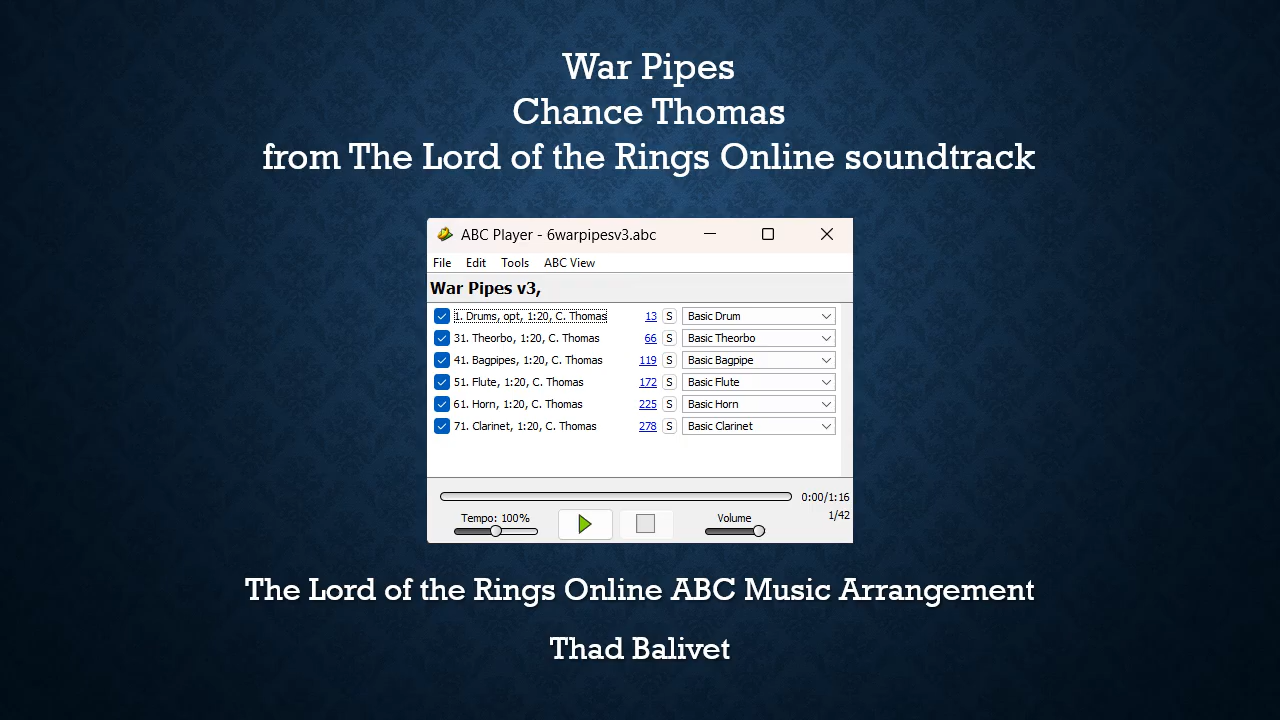 War Pipes
Chance Thomas
from The Lord of the Rings Online soundtrack
ABC Player - 6warpipesv3.abc
File Edit Tools ABC View
War Pipes v3,
1. Drums, opt, 1:20, C. Thomas 13 S Basic Drum
31. Theorbo, 1:20, C. Thomas 66 S Basic Theorbo
41. Bagpipes, 1:20, C. Thomas 119 S Basic Bagpipe
51. Flute, 1:20, C. Thomas 172 S Basic Flute
61. Horn, 1:20, C. Thomas 225 S Basic Horn
71. Clarinet, 1:20, C. Thomas 278 S Basic Clarinet
0:00/1:16
Tempo: 100% Volume 1/42
The Lord of the Rings Online ABC Music Arrangement
Thad Balivet